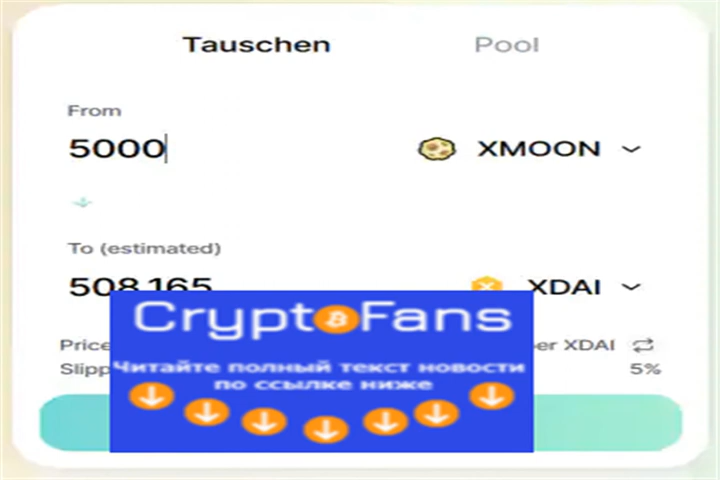 Tauschen Pool
From
5000 XMOON
To (estimated)
508.165 XDAI
Price per XDAI
Slipp 5%
CryptoFans
Читайте полный текст новости
по ссылке ниже